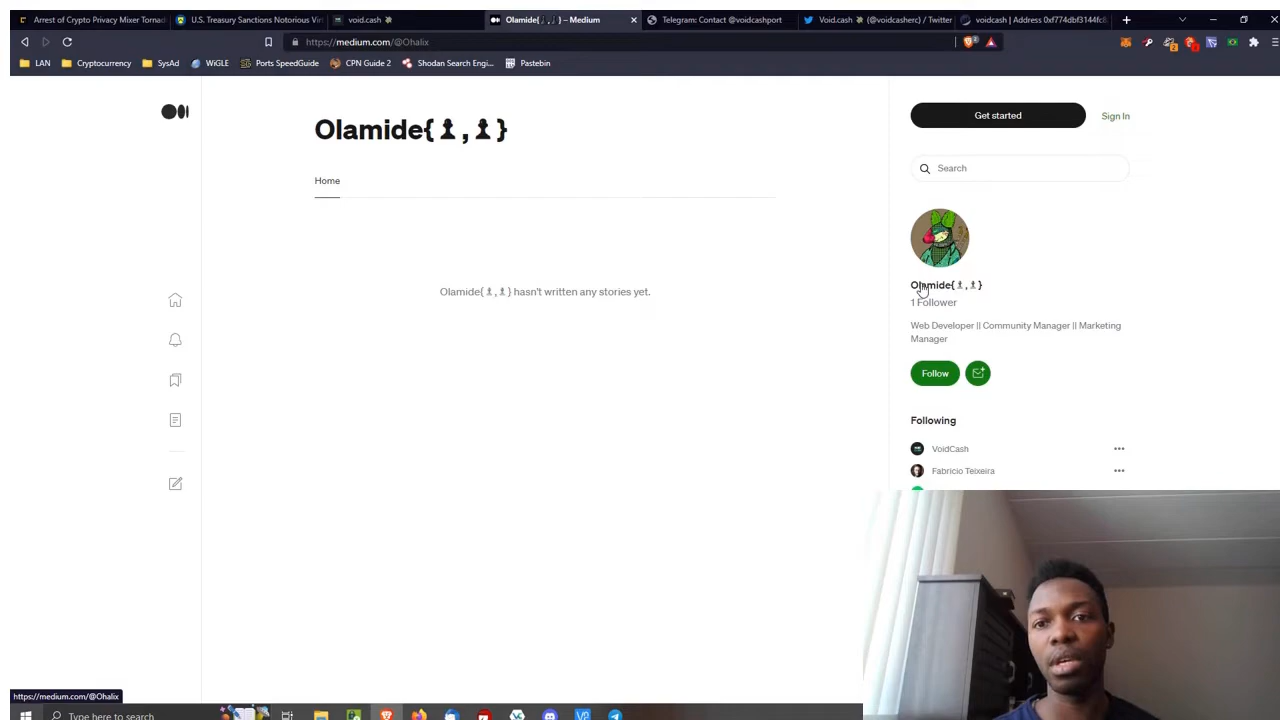 Arrest of Crypto Privacy Mixer Tornad
U.S. Treasury Sanctions Notorious Vir
void.cash
Olamide{♟,♟} – Medium
Telegram: Contact @voidcashport
Void.cash (@voidcasherc) / Twitter
voidcash | Address 0xf774dbf3144fc8
https://medium.com/@Ohalix
LAN
Cryptocurrency
SysAd
WiGLE
Ports SpeedGuide
CPN Guide 2
Shodan Search Engi...
Pastebin
Olamide{♟,♟}
Get started
Sign In
Search
Home
Olamide{♟,♟} hasn't written any stories yet.
Olamide{♟,♟}
1 Follower
Web Developer || Community Manager || Marketing
Manager
Follow
Following
VoidCash
Fabricio Teixeira
https://medium.com/@Ohalix
Type here to search